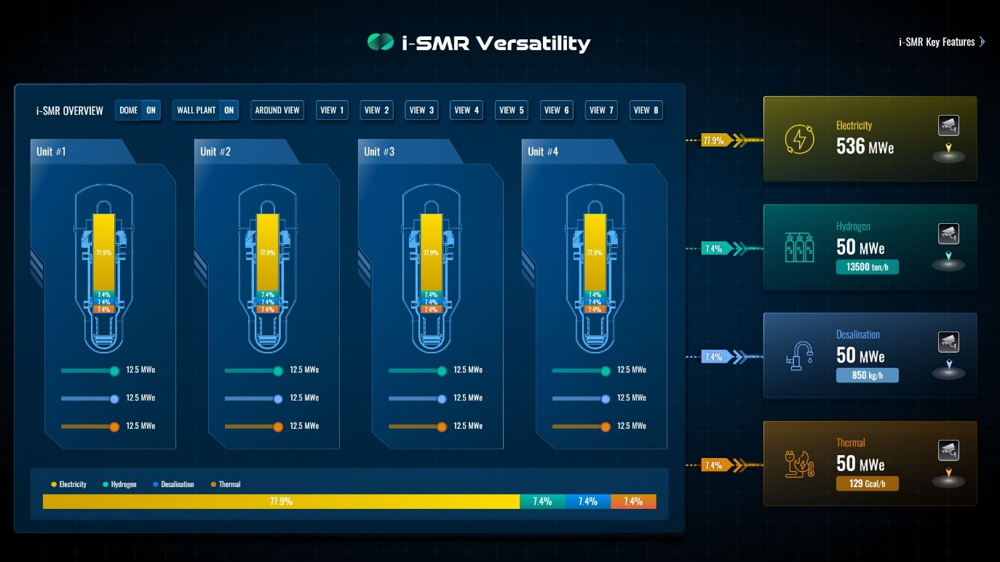 i-SMR Versatility
i-SMR Key Features
i-SMR OVERVIEW DOME ON WALL PLANT ON AROUND VIEW VIEW 1 VIEW 2 VIEW 3 VIEW 4 VIEW 5 VIEW 6 VIEW 7 VIEW 8
Unit #1
77.9%
7.4%
7.4%
7.4%
12.5 MWe
12.5 MWe
12.5 MWe
Unit #2
77.9%
7.4%
7.4%
7.4%
12.5 MWe
12.5 MWe
12.5 MWe
Unit #3
77.9%
7.4%
7.4%
7.4%
12.5 MWe
12.5 MWe
12.5 MWe
Unit #4
77.9%
7.4%
7.4%
7.4%
12.5 MWe
12.5 MWe
12.5 MWe
Electricity Hydrogen Desalination Thermal
77.9% 7.4% 7.4% 7.4%
77.9%
Electricity
536 MWe
7.4%
H2 H2 H2
Hydrogen
50 MWe
13500 ton/h
7.4%
Desalination
50 MWe
850 kg/h
7.4%
Thermal
50 MWe
129 Gcal/h